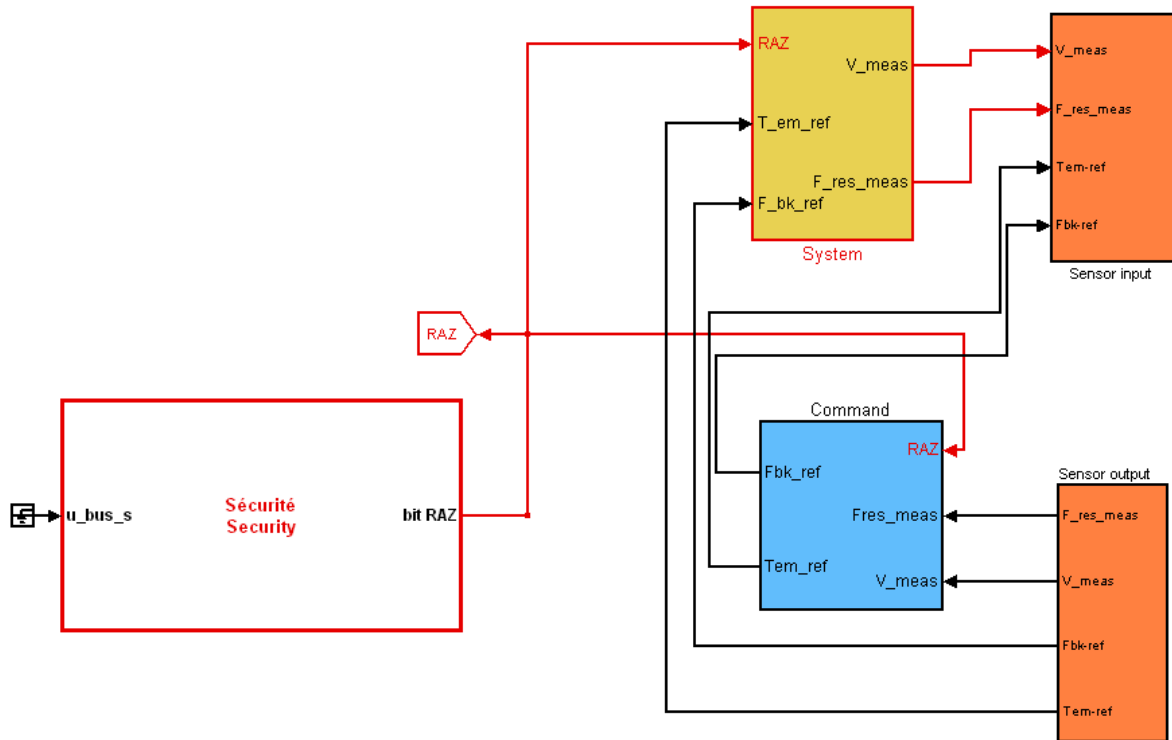 RAZ
V_meas
T_em_ref
F_res_meas
F_bk_ref
System
V_meas
F_res_meas
Tem-ref
Fbk-ref
Sensor input
RAZ
u_bus_s
Sécurité
Security
bit RAZ
Command
RAZ
Fbk_ref
Fres_meas
Tem_ref
V_meas
Sensor output
F_res_meas
V_meas
Fbk-ref
Tem-ref